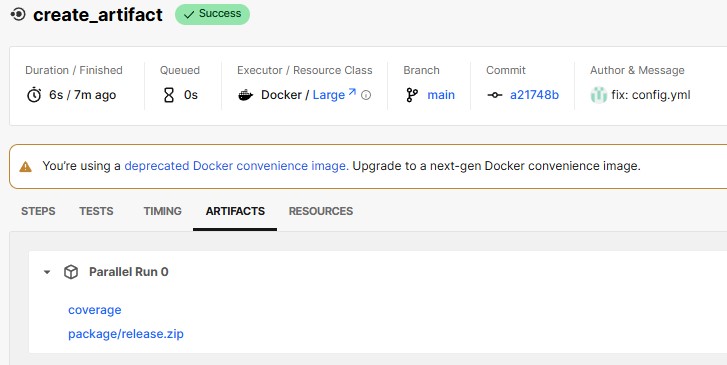 create_artifact Success
Duration / Finished Queued Executor / Resource Class Branch Commit Author & Message
6s / 7m ago 0s Docker / Large main a21748b fix: config.yml
You're using a deprecated Docker convenience image. Upgrade to a next-gen Docker convenience image.
STEPS TESTS TIMING ARTIFACTS RESOURCES
Parallel Run 0
coverage
package/release.zip